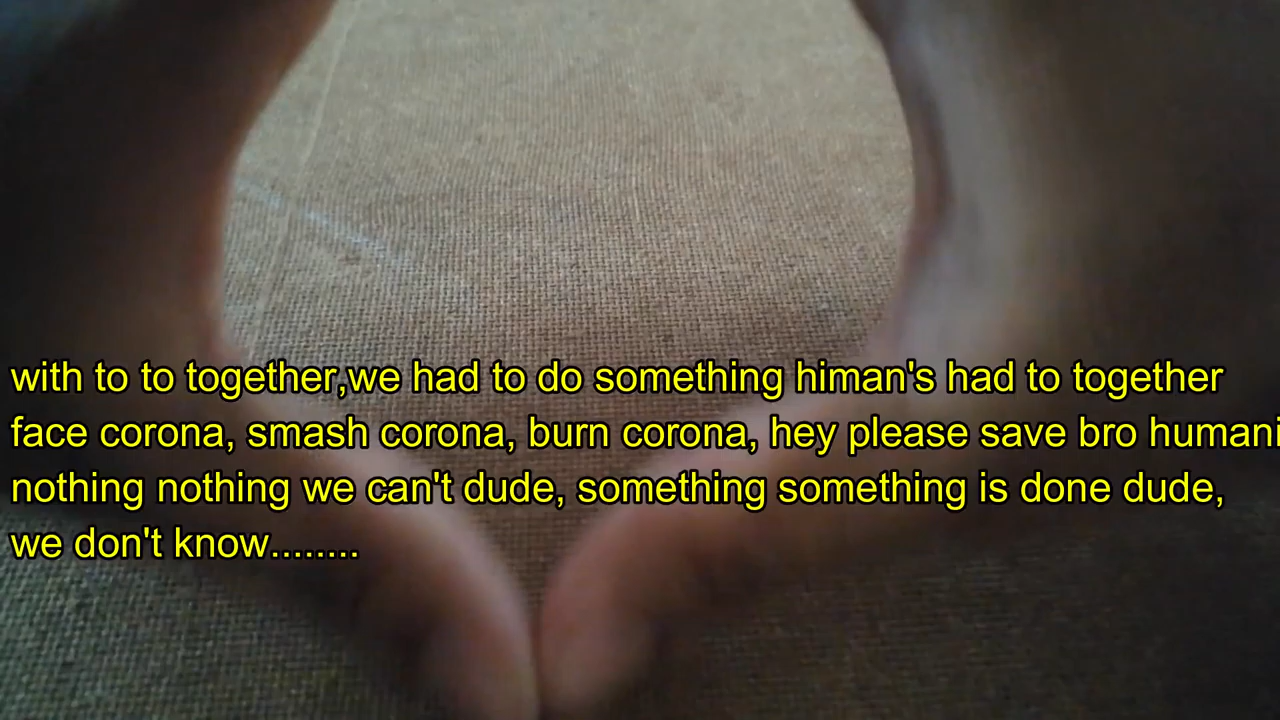 with to to together,we had to do something himan's had to together
face corona, smash corona, burn corona, hey please save bro humani
nothing nothing we can't dude, something something is done dude,
we don't know........